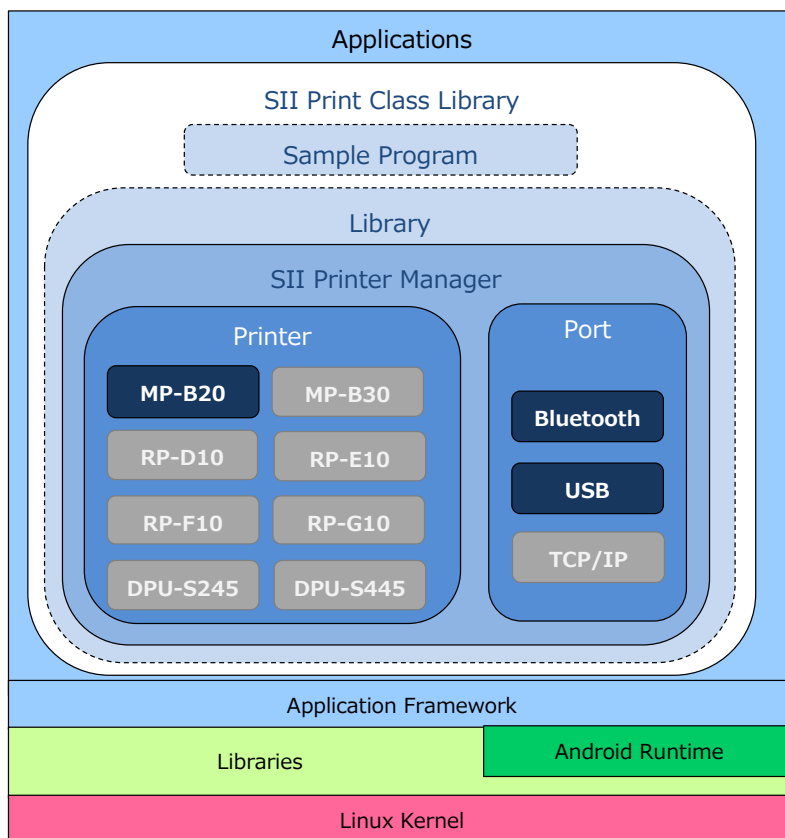 Applications
SII Print Class Library
Sample Program
Library
SII Printer Manager
Printer
Port
MP-B20
MP-B30
Bluetooth
RP-D10
RP-E10
USB
RP-F10
RP-G10
TCP/IP
DPU-S245
DPU-S445
Application Framework
Libraries
Android Runtime
Linux Kernel